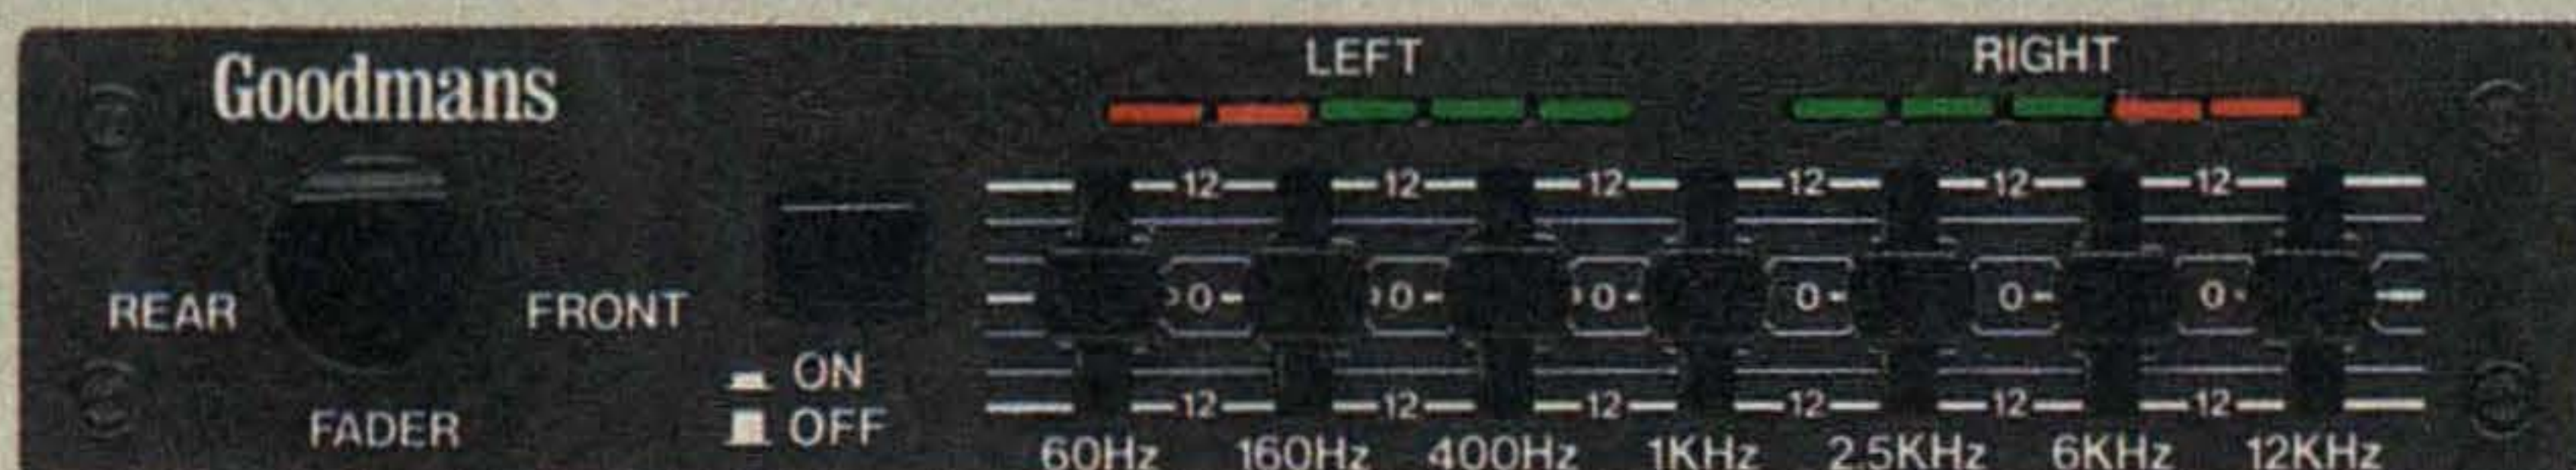 Goodmans
LEFT
RIGHT
12 12 12 12 12 12
REAR
FRONT
0 0 0 0 0 0
ON
OFF
12 12 12 12 12 12
FADER
60Hz 160Hz 400Hz 1KHz 2.5KHz 6KHz 12KHz